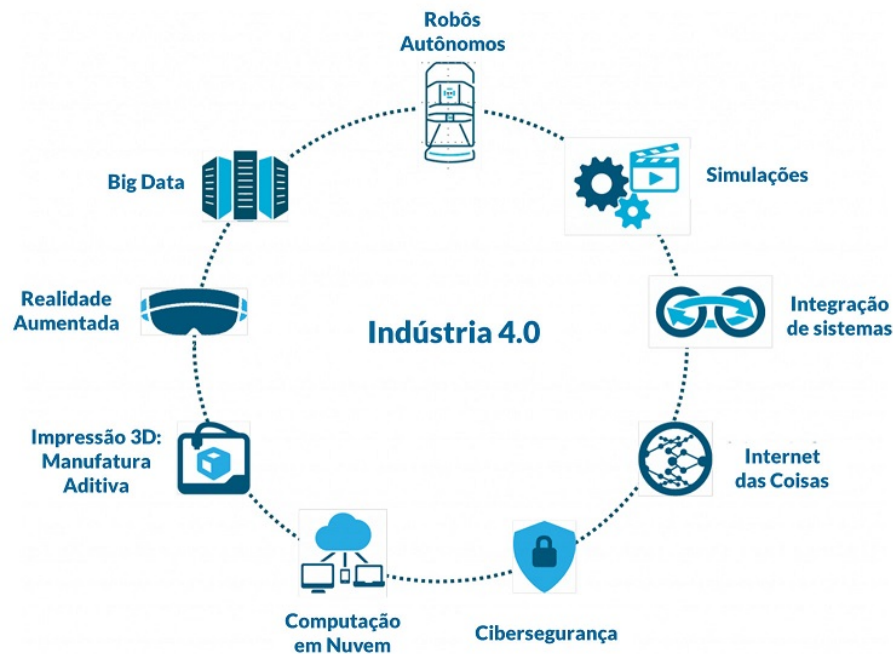 Robôs
Autônomos
Simulações
Integração
de sistemas
Internet
das Coisas
Cibersegurança
Computação
em Nuvem
Impressão 3D:
Manufatura
Aditiva
Realidade
Aumentada
Big Data
Indústria 4.0